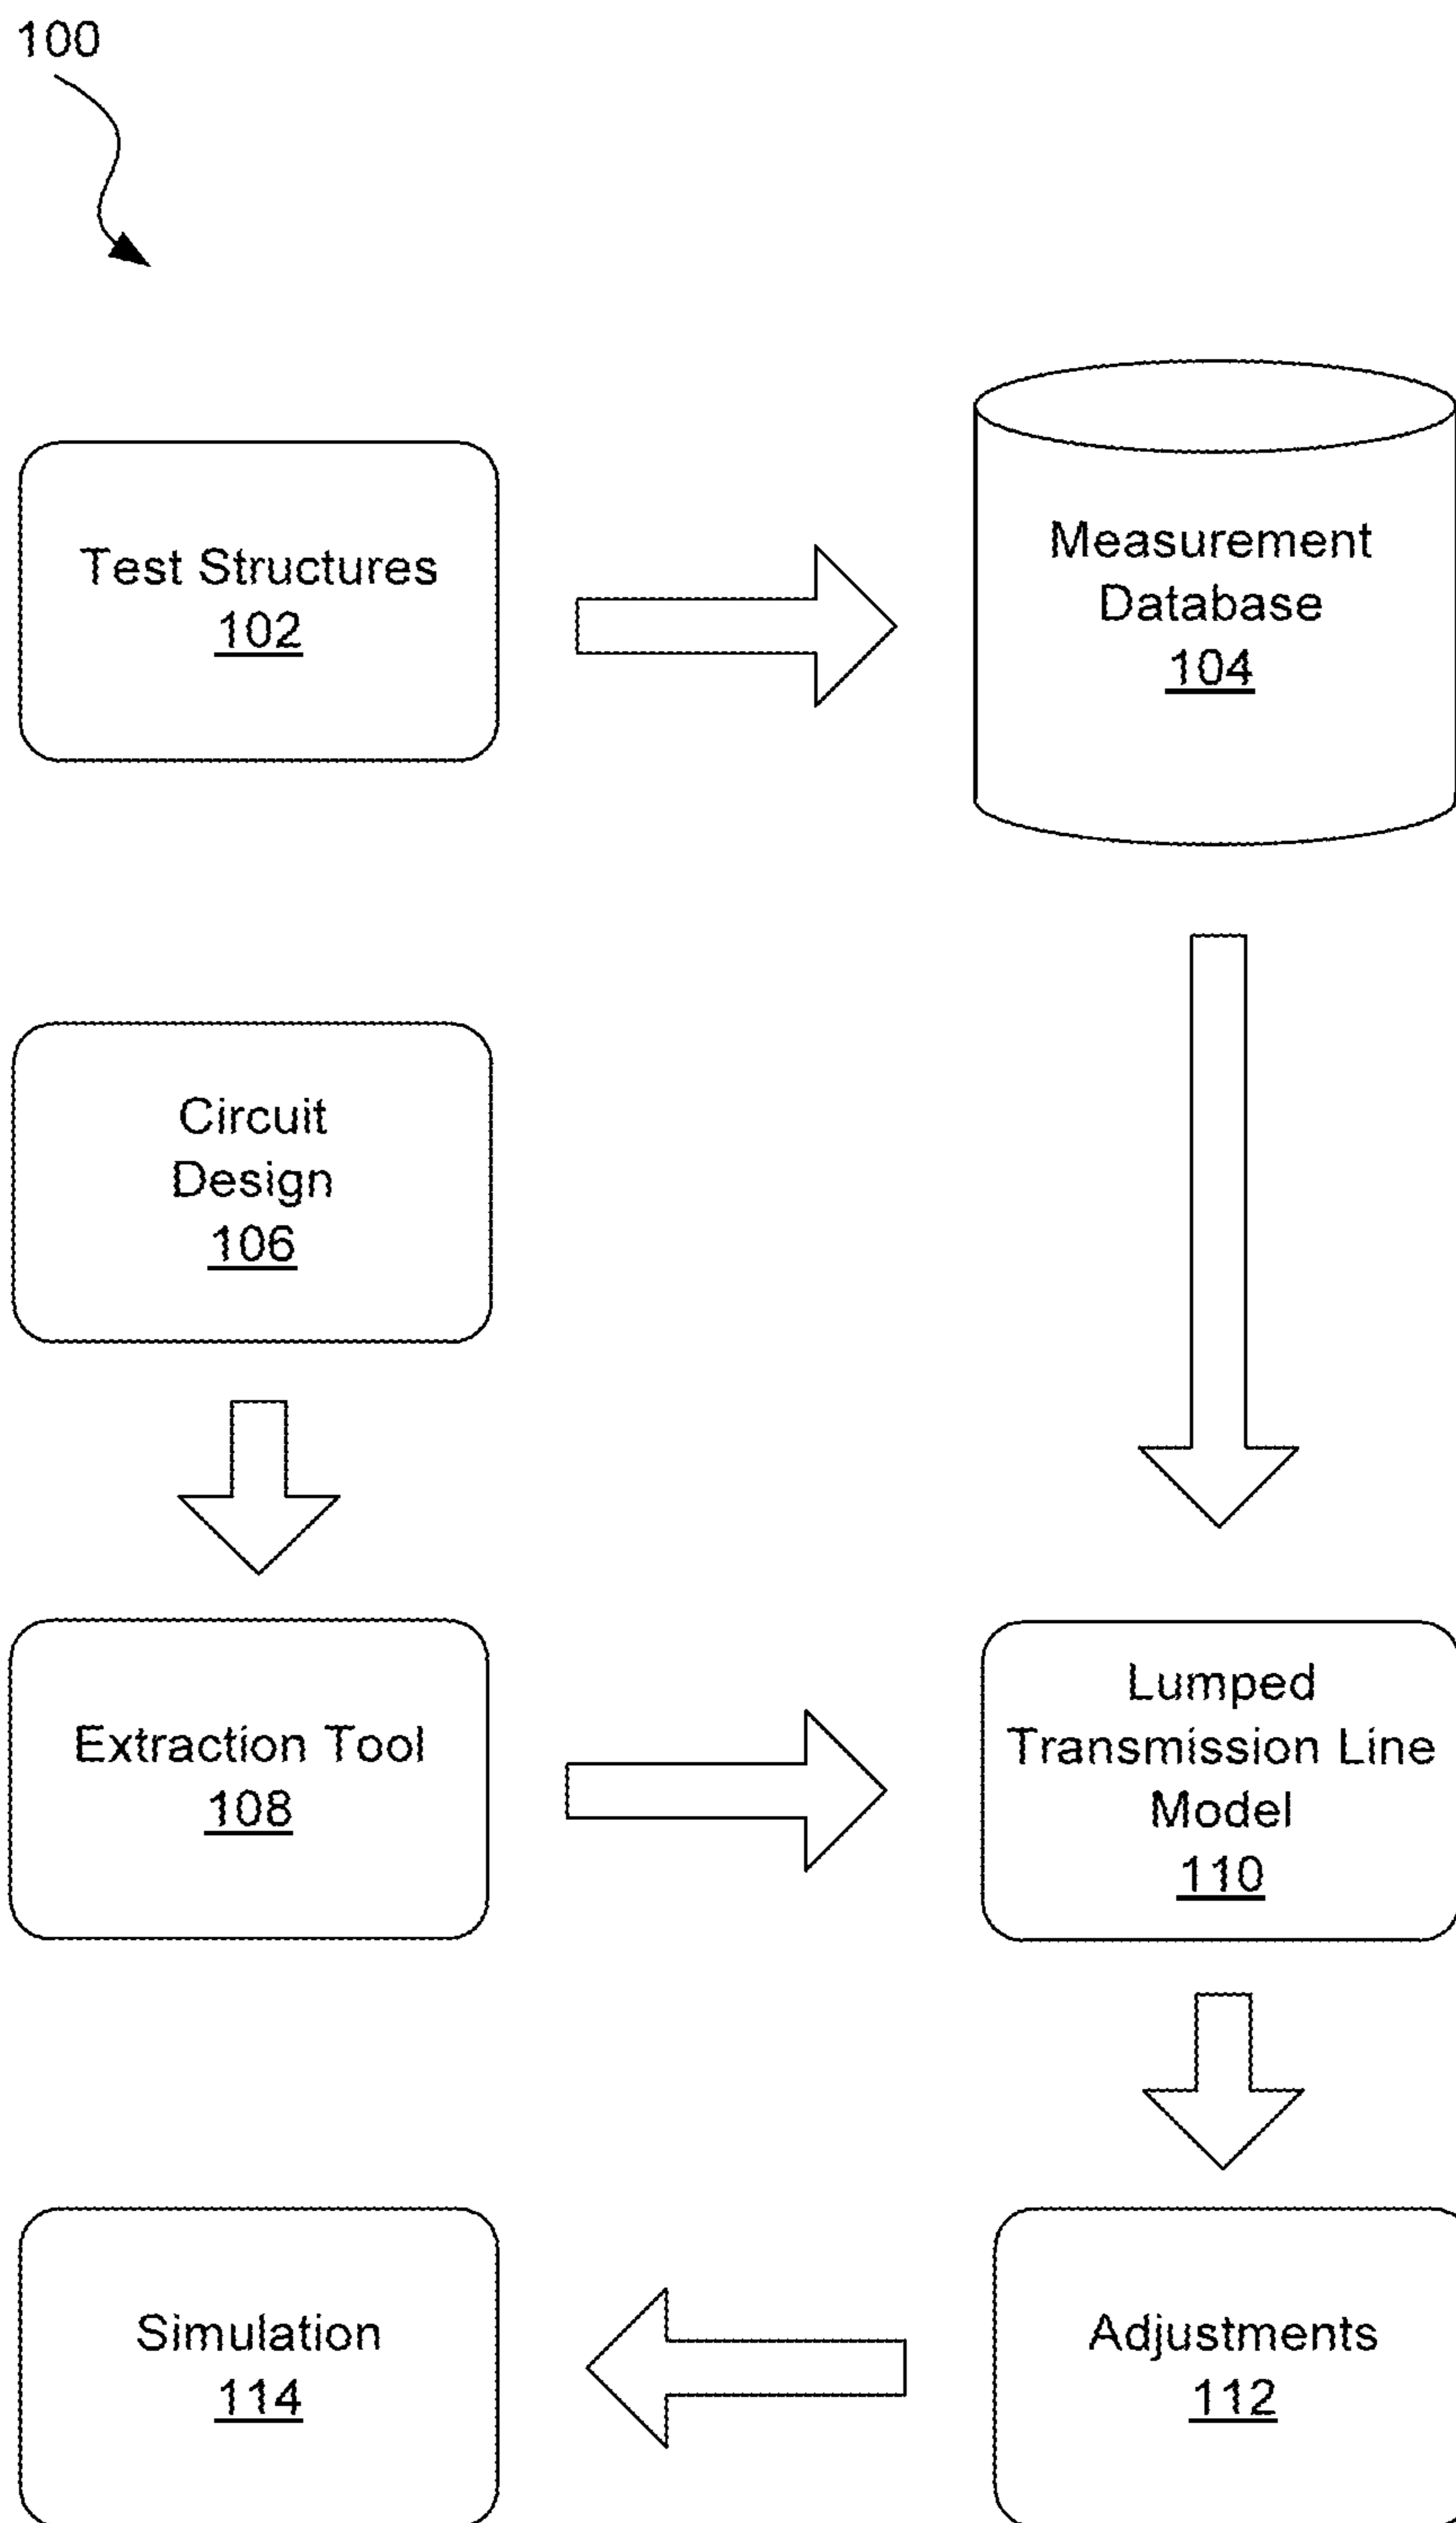 100
Test Structures
102
Measurement
Database
104
Circuit
Design
106
Extraction Tool
108
Lumped
Transmission Line
Model
110
Simulation
114
Adjustments
112